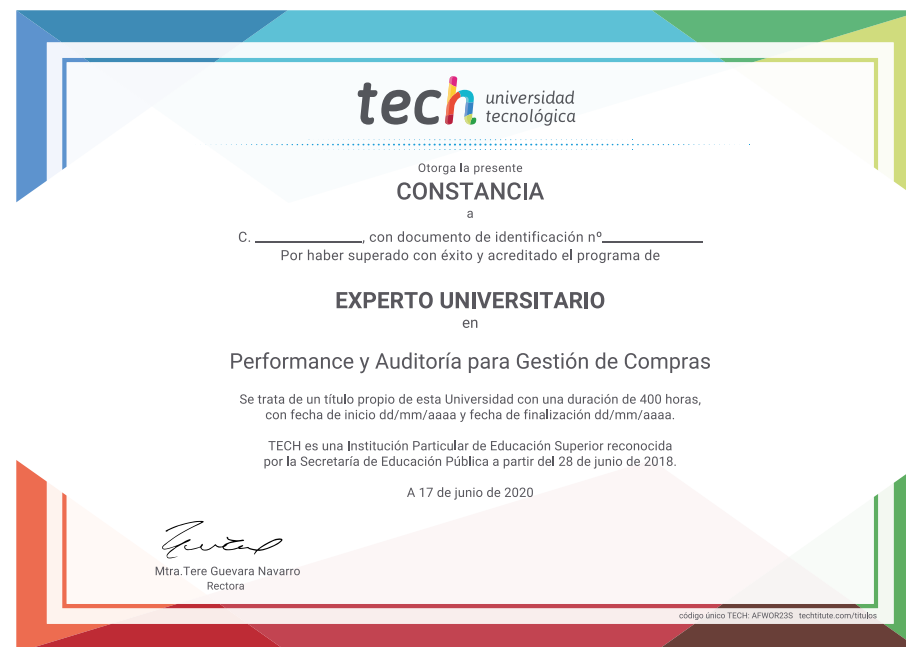 tech universidad
tecnológica
Otorga la presente
CONSTANCIA
a
C. ____________, con documento de identificación nº____________
Por haber superado con éxito y acreditado el programa de
EXPERTO UNIVERSITARIO
en
Performance y Auditoría para Gestión de Compras
Se trata de un título propio de esta Universidad con una duración de 400 horas,
con fecha de inicio dd/mm/aaaa y fecha de finalización dd/mm/aaaa.
TECH es una Institución Particular de Educación Superior reconocida
por la Secretaría de Educación Pública a partir del 28 de junio de 2018.
A 17 de junio de 2020
Mtra.Tere Guevara Navarro
Rectora
código único TECH: AFWOR23S techtitute.com/titulos